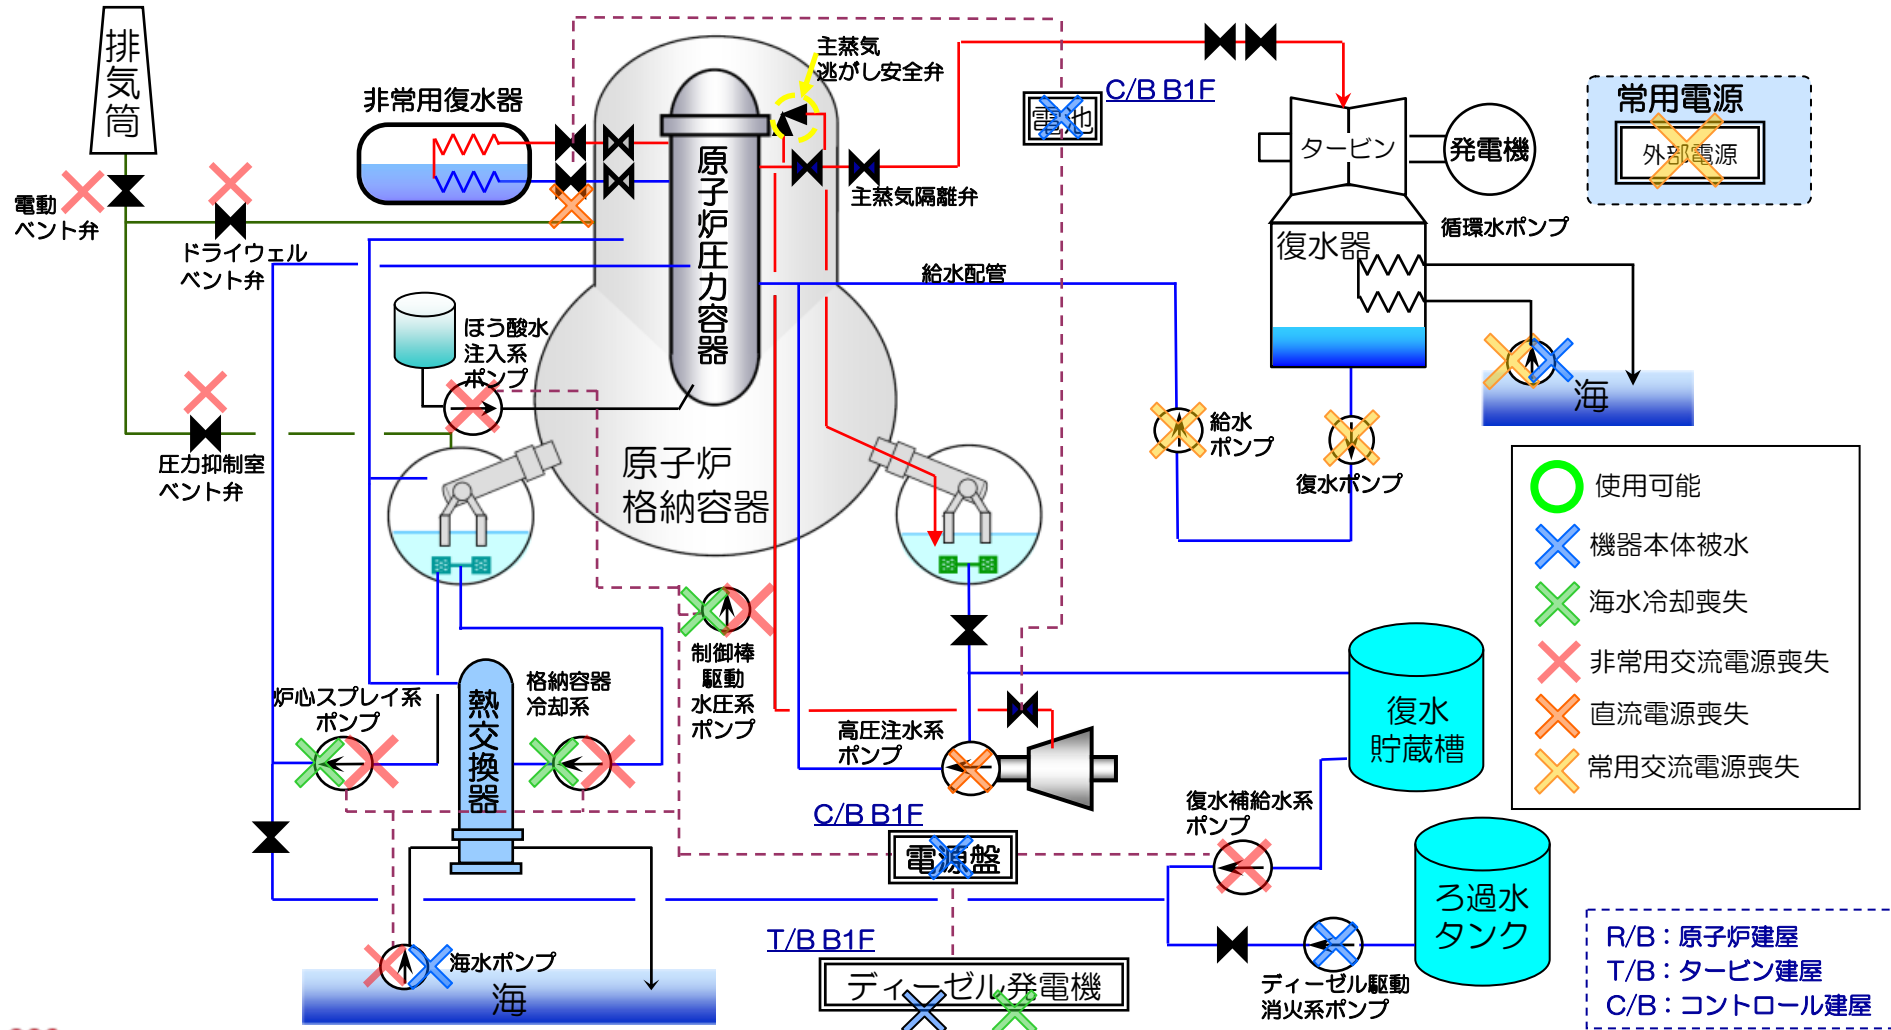 排
気
筒
非常用復水器
主蒸気
逃がし安全弁
C/B B1F
電池
タービン
発電機
常用電源
外部電源
電動
ベント弁
ドライウェル
ベント弁
原子炉圧力容器
主蒸気隔離弁
循環水ポンプ
復水器
給水配管
ほう酸水
注入系
ポンプ
海
給水
ポンプ
復水ポンプ
圧力抑制室
ベント弁
原子炉
格納容器
使用可能
機器本体被水
海水冷却喪失
非常用交流電源喪失
直流電源喪失
常用交流電源喪失
制御棒
駆動
水圧系
ポンプ
炉心スプレイ系
ポンプ
熱交換器
格納容器
冷却系
高圧注水系
ポンプ
復水
貯蔵槽
C/B B1F
電源盤
復水補給水系
ポンプ
ろ過水
タンク
T/B B1F
ディーゼル発電機
海水ポンプ
海
ディーゼル駆動
消火系ポンプ
R/B：原子炉建屋
T/B：タービン建屋
C/B：コントロール建屋